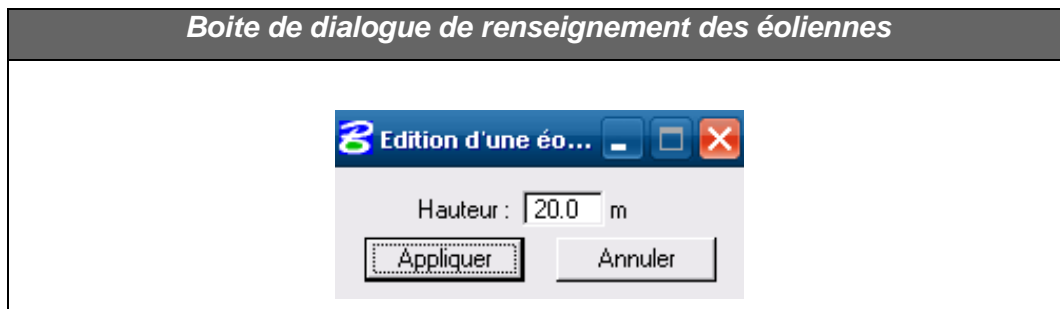 Boite de dialogue de renseignement des éoliennes
Edition d'une éo...
Hauteur : 20.0 m
Appliquer Annuler